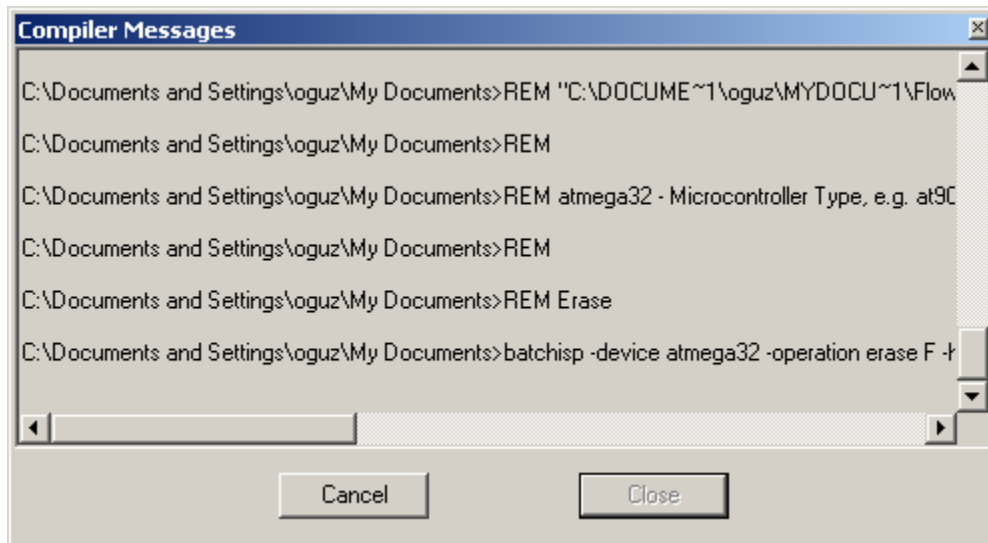 Compiler Messages
C:\Documents and Settings\oguz\My Documents>REM "C:\DOCUME~1\oguz\MYDOCU~1\Flow
C:\Documents and Settings\oguz\My Documents>REM
C:\Documents and Settings\oguz\My Documents>REM atmega32 - Microcontroller Type, e.g. at90
C:\Documents and Settings\oguz\My Documents>REM
C:\Documents and Settings\oguz\My Documents>REM Erase
C:\Documents and Settings\oguz\My Documents>batchisp -device atmega32 -operation erase F
Cancel
Close